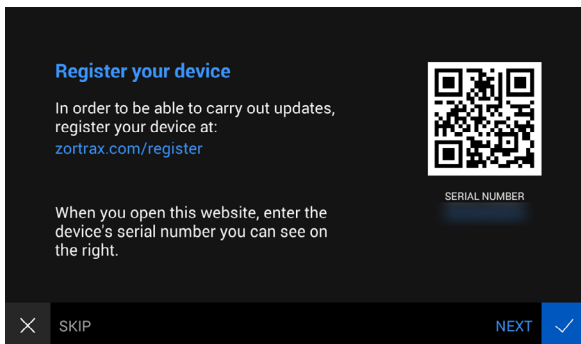 Register your device
In order to be able to carry out updates,
register your device at:
zortrax.com/register
When you open this website, enter the
device's serial number you can see on
the right.
SERIAL NUMBER
SKIP
NEXT